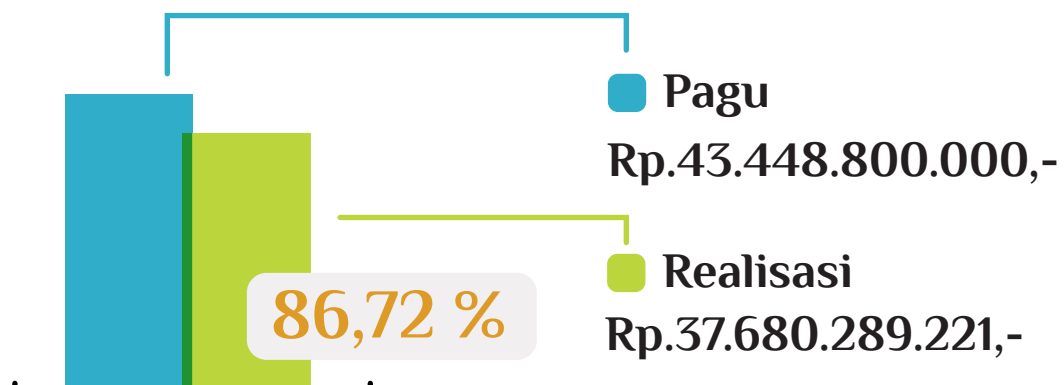 Pagu
Rp.43.448.800.000,-
Realisasi
Rp.37.680.289.221,-
86,72 %